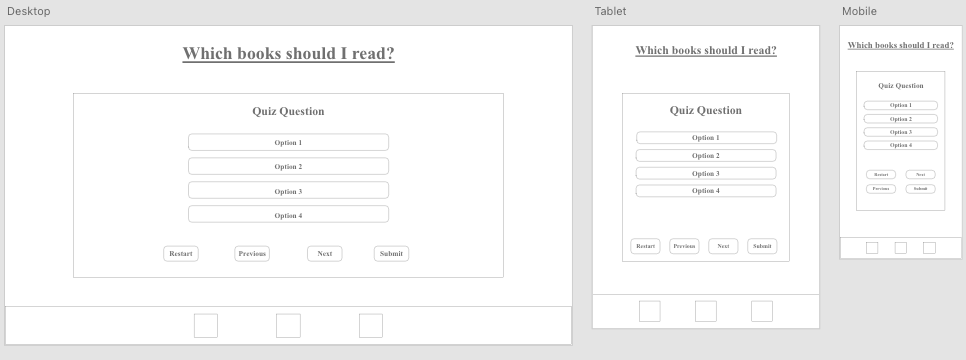 Desktop
Which books should I read?
Quiz Question
Option 1
Option 2
Option 3
Option 4
Restart Previous Next Submit
Tablet
Which books should I read?
Quiz Question
Option 1
Option 2
Option 3
Option 4
Restart Previous Next Submit
Mobile
Which books should I read?
Quiz Question
Option 1
Option 2
Option 3
Option 4
Restart Next
Previous Submit